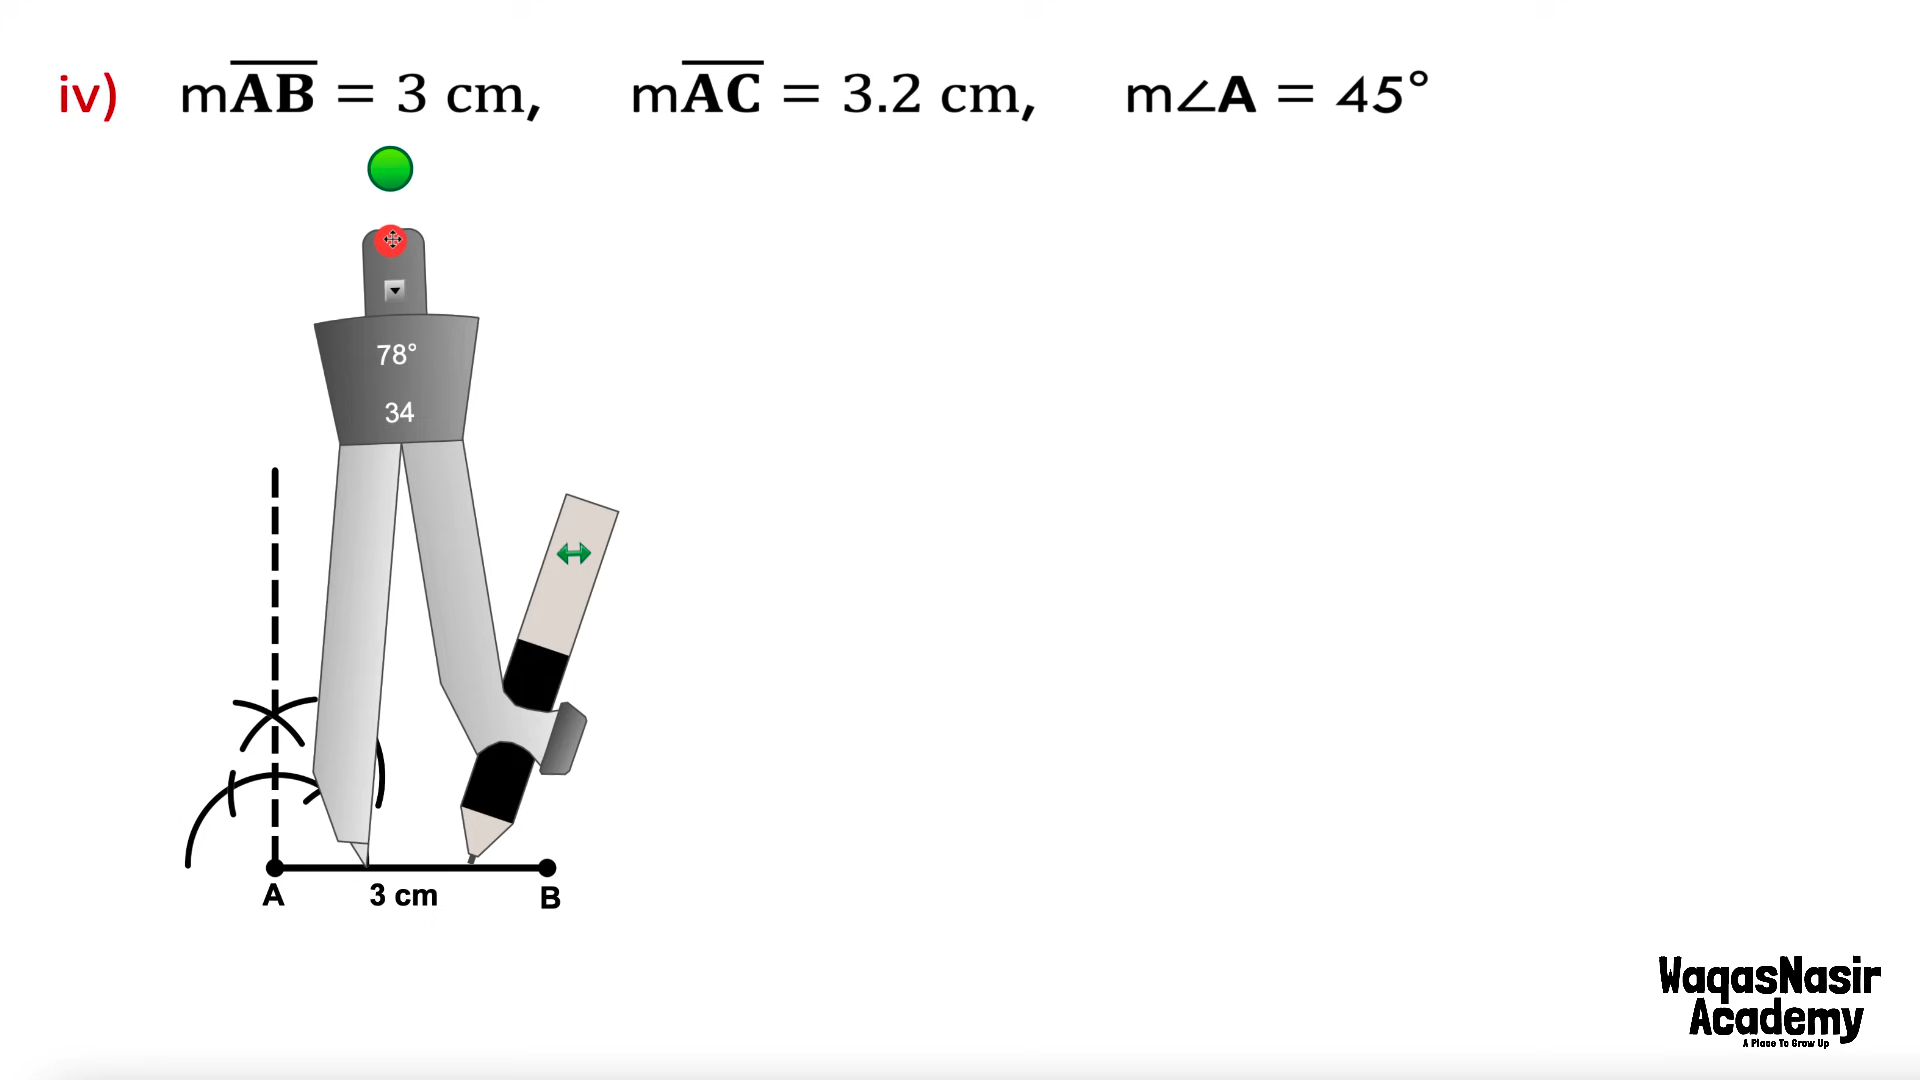 iv) mAB = 3 cm, mAC = 3.2 cm, m∠A = 45°
78°
34
A 3 cm B
WaqasNasir
Academy
A Place To Grow Up